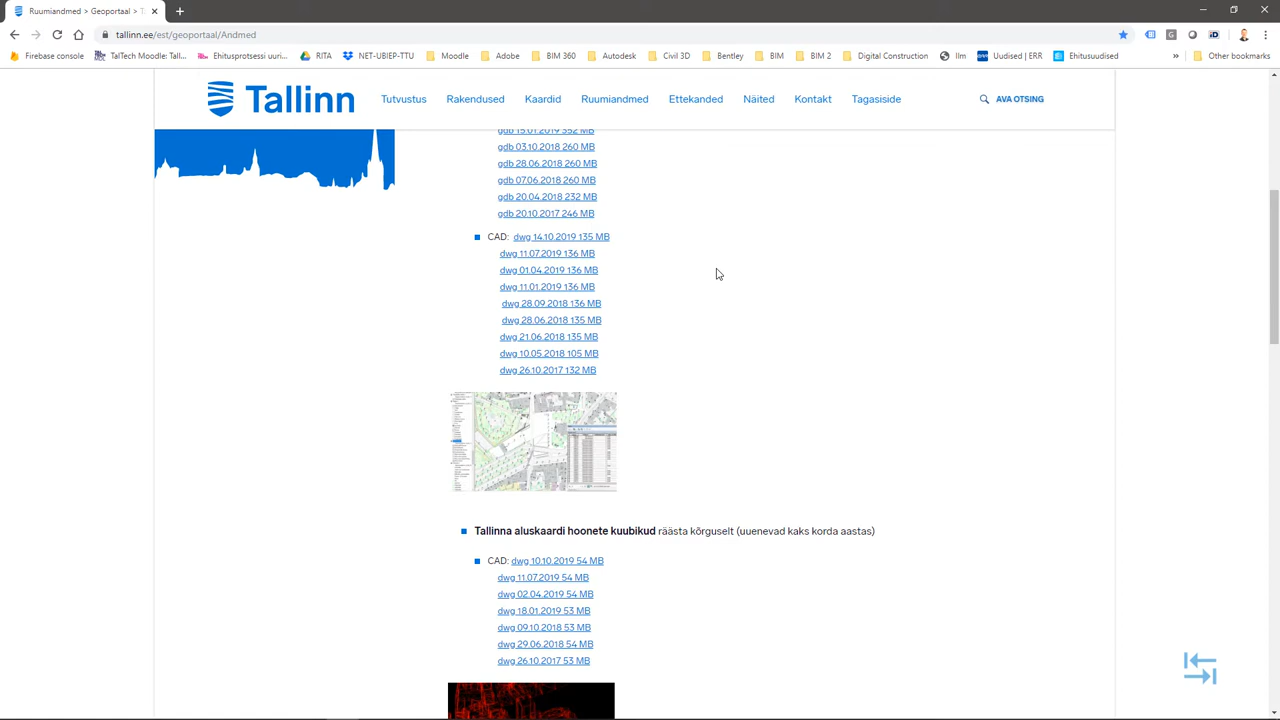 Ruumiandmed > Geoportaal > T
tallinn.ee/est/geoportaal/Andmed
Firebase console
TalTech Moodle: Tall...
Ehitusprotsessi uuri...
RITA
NET-UBIEP-TTU
Moodle
Adobe
BIM 360
Autodesk
Civil 3D
Bentley
BIM
BIM 2
Digital Construction
Ilm
Uudised | ERR
Ehitusuudised
»
Other bookmarks
Tallinn
Tutvustus
Rakendused
Kaardid
Ruumiandmed
Ettekanded
Näited
Kontakt
Tagasiside
AVA OTSING
gdb 15.01.2019 352 MB
gdb 03.10.2018 260 MB
gdb 28.06.2018 260 MB
gdb 07.06.2018 260 MB
gdb 20.04.2018 232 MB
gdb 20.10.2017 246 MB
CAD: dwg 14.10.2019 135 MB
dwg 11.07.2019 136 MB
dwg 01.04.2019 136 MB
dwg 11.01.2019 136 MB
dwg 28.09.2018 136 MB
dwg 28.06.2018 135 MB
dwg 21.06.2018 135 MB
dwg 10.05.2018 105 MB
dwg 26.10.2017 132 MB
Tallinna aluskaardi hoonete kuubikud räästa kõrguselt (uuenevad kaks korda aastas)
CAD: dwg 10.10.2019 54 MB
dwg 11.07.2019 54 MB
dwg 02.04.2019 54 MB
dwg 18.01.2019 53 MB
dwg 09.10.2018 53 MB
dwg 29.06.2018 54 MB
dwg 26.10.2017 53 MB